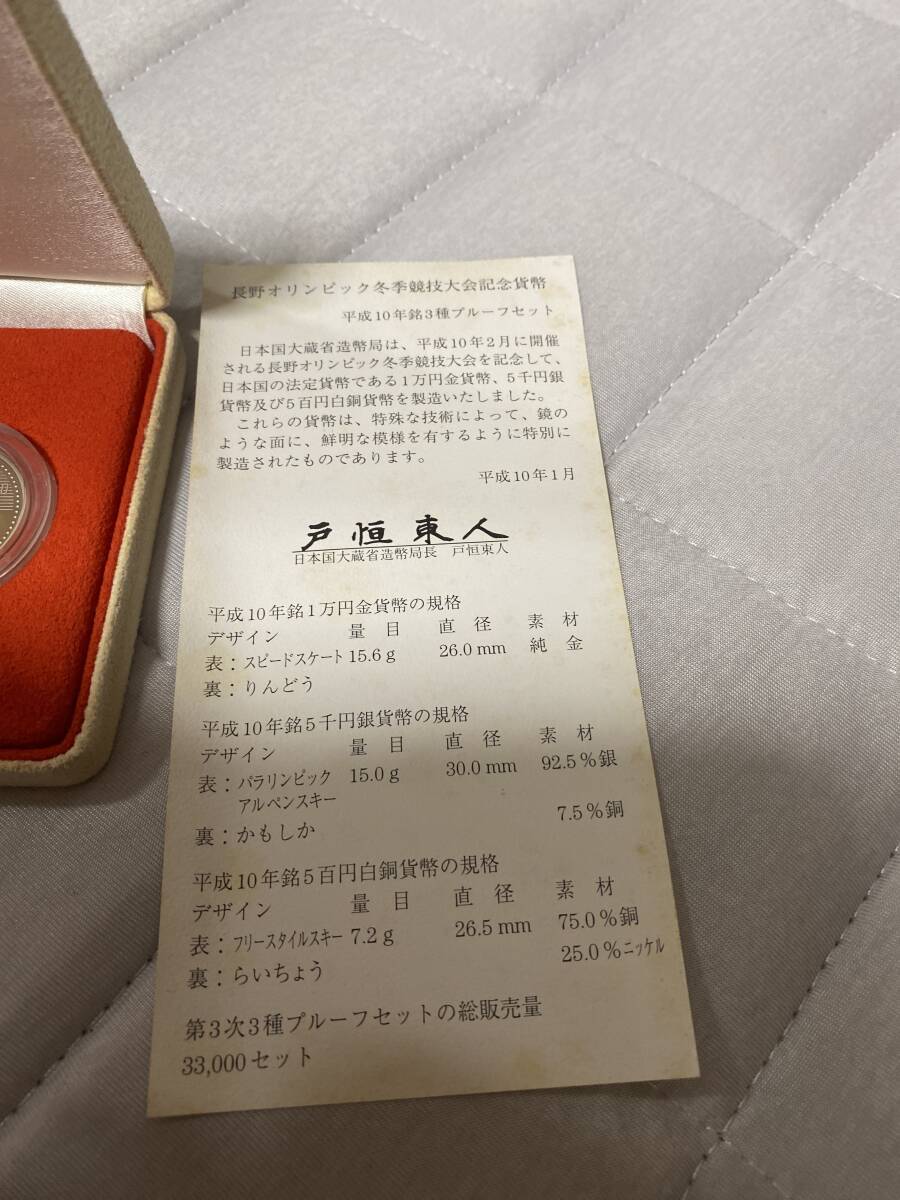 長野オリンピック冬季競技大会記念貨幣
平成10年銘3種プルーフセット
日本国大蔵省造幣局は、平成10年2月に開催
される長野オリンピック冬季競技大会を記念して、
日本国の法定貨幣である1万円金貨幣、5千円銀
貨幣及び5百円白銅貨幣を製造いたしました。
これらの貨幣は、特殊な技術によって、鏡の
ような面に、鮮明な模様を有するように特別に
製造されたものであります。
平成10年1月
戸恒東人
日本国大蔵省造幣局長 戸恒東人
平成10年銘1万円金貨幣の規格
デザイン 量目 直径 素材
表：スピードスケート 15.6g 26.0mm 純金
裏：りんどう
平成10年銘5千円銀貨幣の規格
デザイン 量目 直径 素材
表：パラリンピック 15.0g 30.0mm 92.5%銀
アルペンスキー
7.5%銅
裏：かもしか
平成10年銘5百円白銅貨幣の規格
デザイン 量目 直径 素材
表：フリースタイルスキー 7.2g 26.5mm 75.0%銅
25.0%ニッケル
裏：らいちょう
第3次3種プルーフセットの総販売量
33,000セット